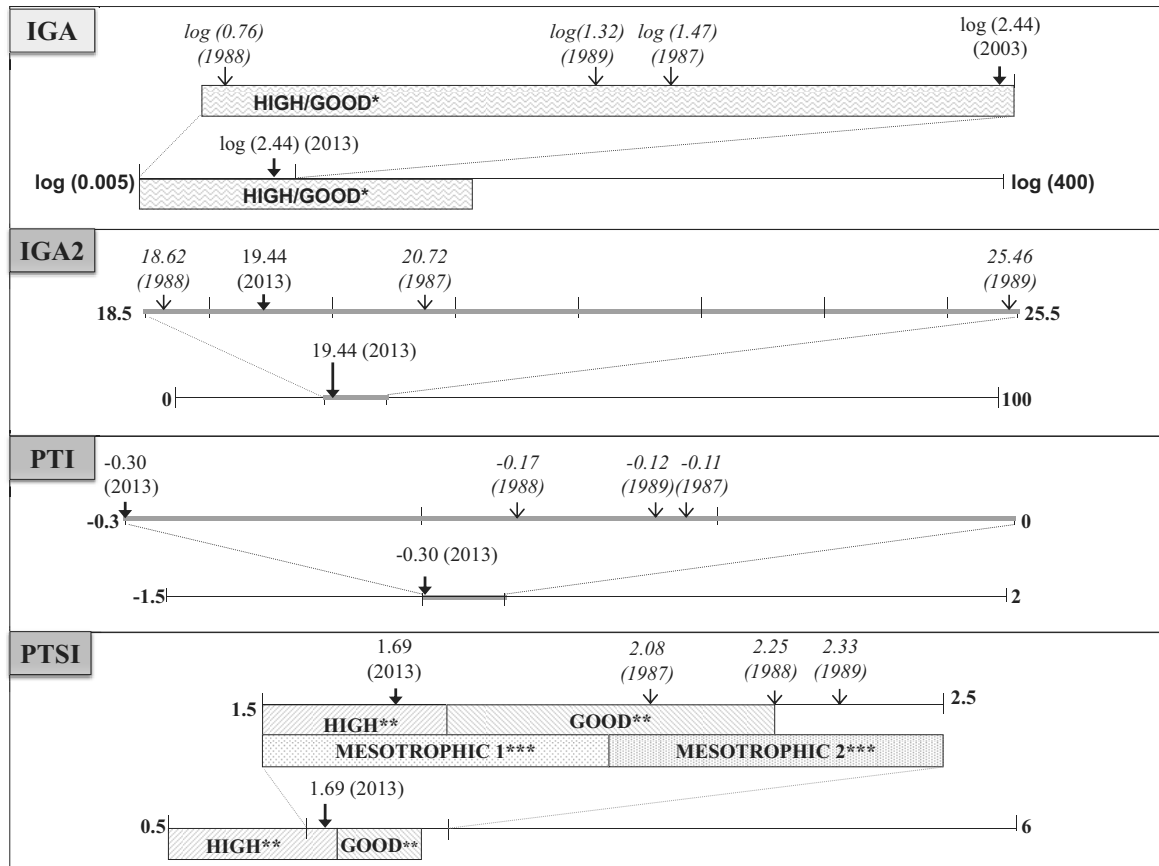 IGA
log (0.76)
(1988)
log(1.32)
(1989)
log (1.47)
(1987)
log (2.44)
(2003)
HIGH/GOOD*
log (2.44) (2013)
log (0.005)
HIGH/GOOD*
log (400)
IGA2
18.62
(1988)
19.44
(2013)
20.72
(1987)
25.46
(1989)
18.5
25.5
19.44 (2013)
0
100
PTI
-0.30
(2013)
-0.17
(1988)
-0.12
(1989)
-0.11
(1987)
-0.3
0
-0.30 (2013)
-1.5
2
PTSI
1.69
(2013)
2.08
(1987)
2.25
(1988)
2.33
(1989)
1.5
2.5
HIGH**
GOOD**
MESOTROPHIC 1***
MESOTROPHIC 2***
1.69 (2013)
0.5
6
HIGH**
GOOD**